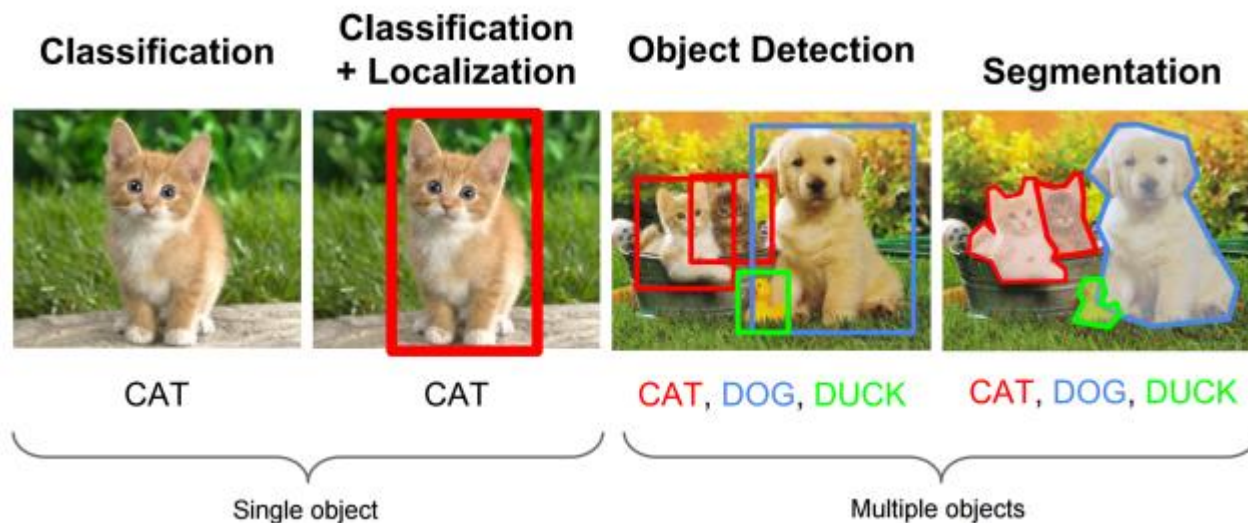 Classification
Classification
+ Localization
Object Detection
Segmentation
CAT
CAT
CAT, DOG, DUCK
CAT, DOG, DUCK
Single object
Multiple objects